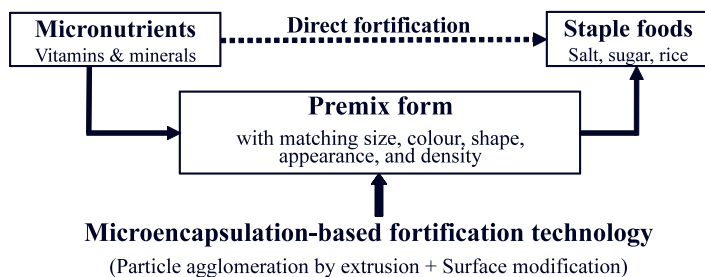 Micronutrients
Vitamins & minerals
Direct fortification
Staple foods
Salt, sugar, rice
Premix form
with matching size, colour, shape,
appearance, and density
Microencapsulation-based fortification technology
(Particle agglomeration by extrusion + Surface modification)